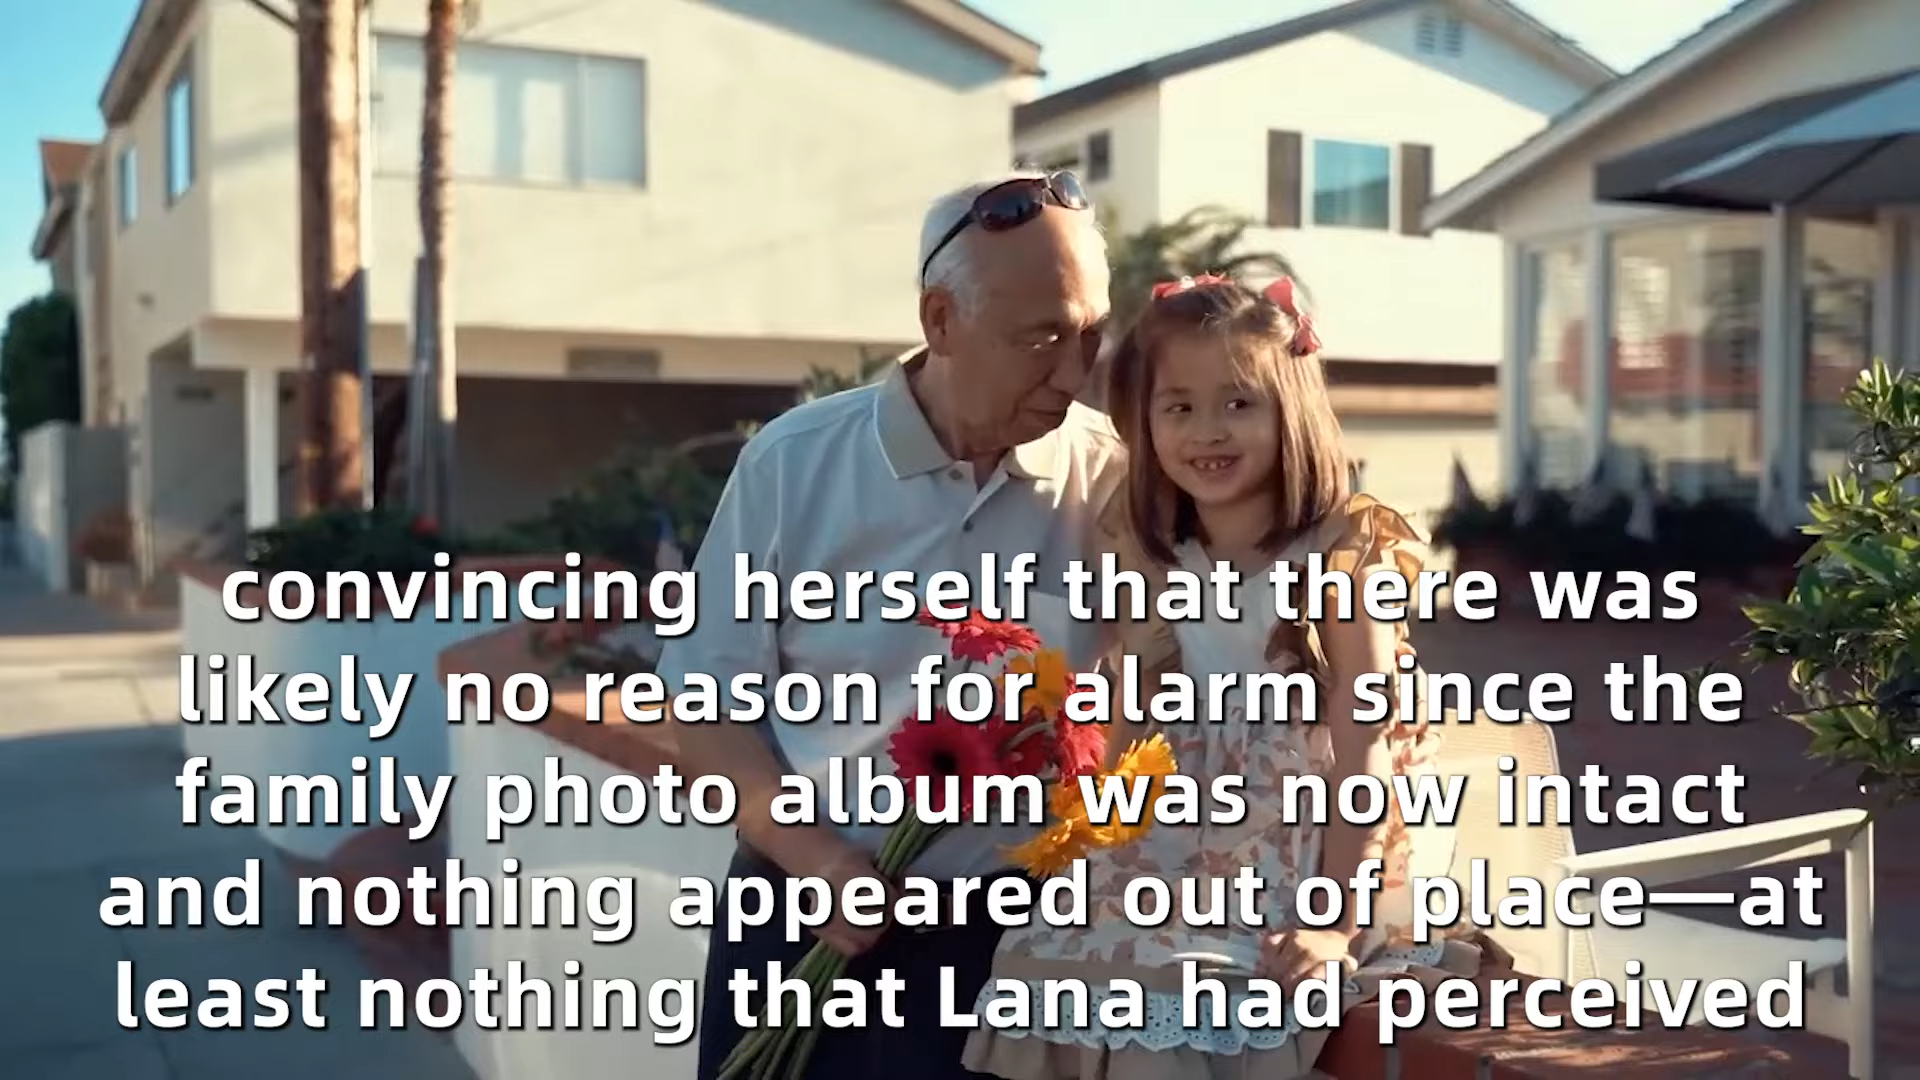 convincing herself that there was
likely no reason for alarm since the
family photo album was now intact
and nothing appeared out of place—at
least nothing that Lana had perceived